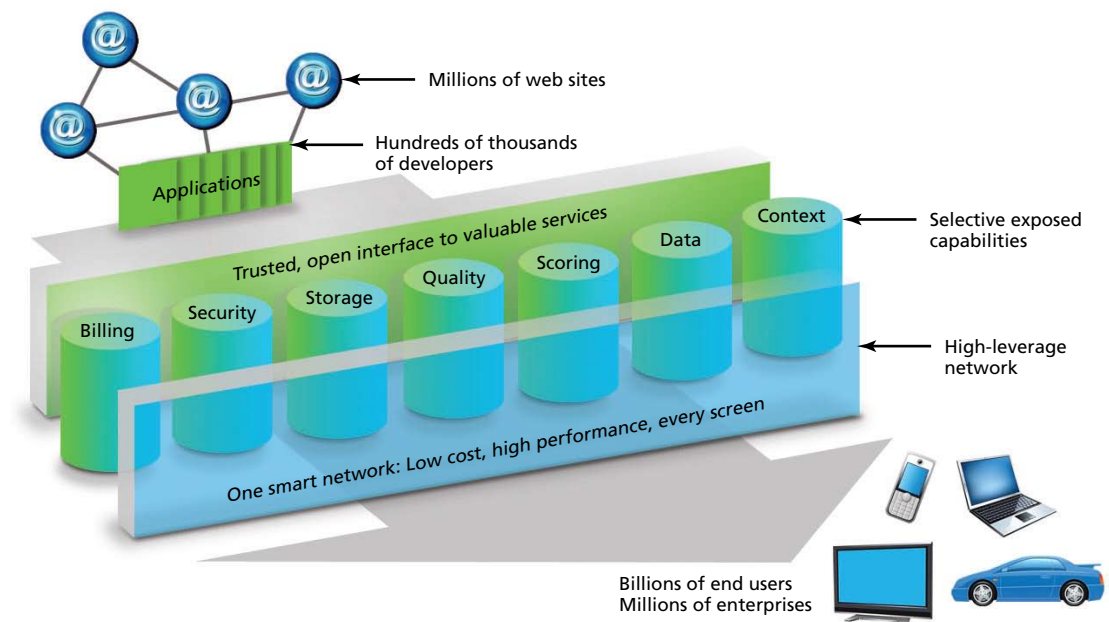 @
@
@
@
Millions of web sites
Hundreds of thousands
of developers
Applications
Trusted, open interface to valuable services
Context
Data
Scoring
Quality
Storage
Security
Billing
Selective exposed
capabilities
High-leverage
network
One smart network: Low cost, high performance, every screen
Billions of end users
Millions of enterprises